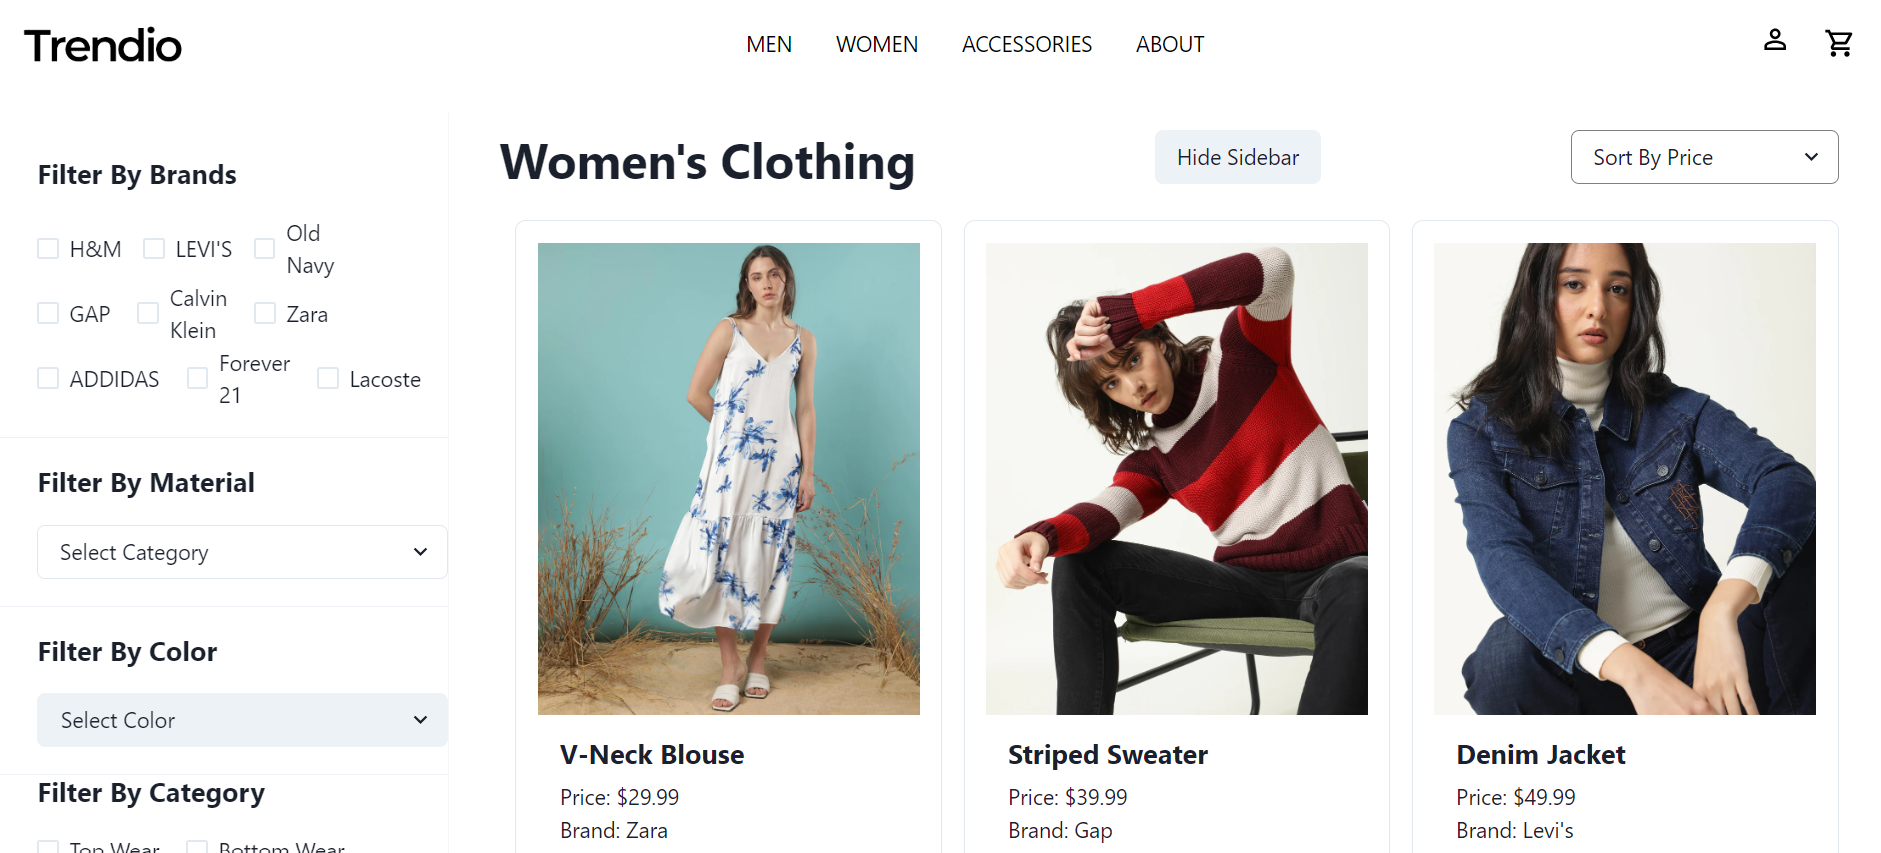 Trendio
MEN WOMEN ACCESSORIES ABOUT
Filter By Brands
H&M LEVI'S Old
Navy
GAP Calvin
Klein Zara
ADDIDAS Forever
21 Lacoste
Filter By Material
Select Category
Filter By Color
Select Color
Filter By Category
Top Wear Bottom Wear
Women's Clothing
Hide Sidebar
Sort By Price
V-Neck Blouse
Price: $29.99
Brand: Zara
Striped Sweater
Price: $39.99
Brand: Gap
Denim Jacket
Price: $49.99
Brand: Levi's